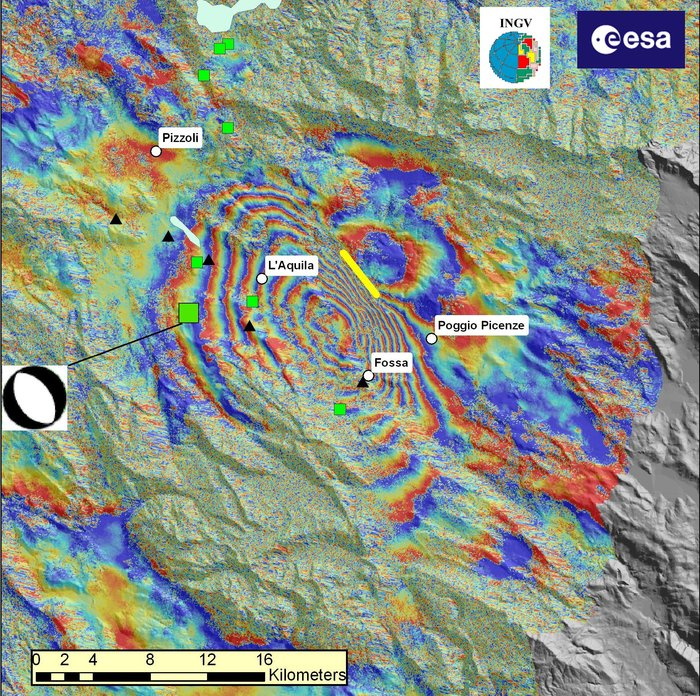 INGV
esa
Pizzoli
L'Aquila
Poggio Picenze
Fossa
0 2 4 8 12 16
Kilometers